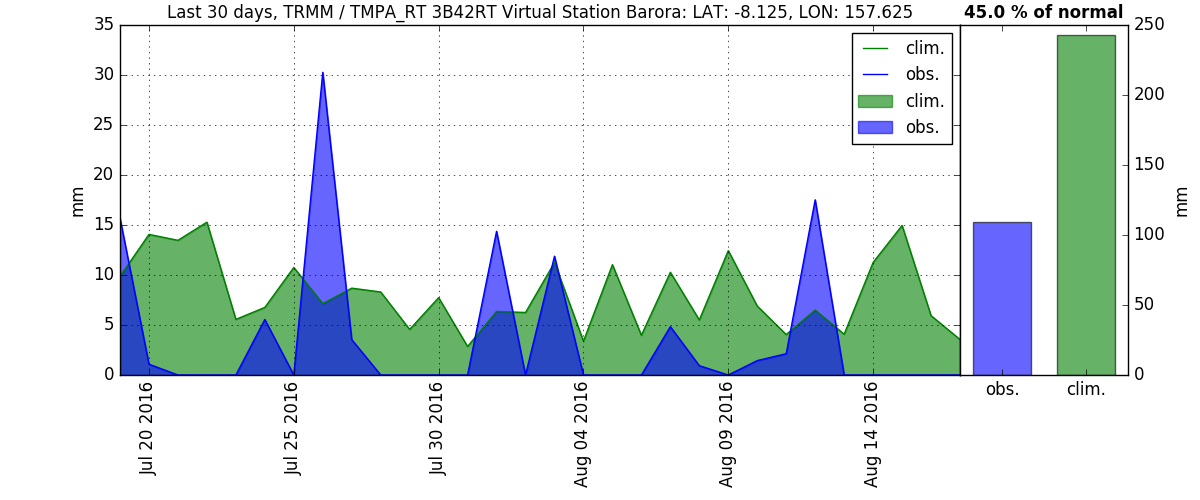 Last 30 days, TRMM / TMPA_RT 3B42RT Virtual Station Barora: LAT: -8.125, LON: 157.625
45.0 % of normal
35
30
25
20
15
10
5
0
mm
clim.
obs.
clim.
obs.
Jul 20 2016
Jul 25 2016
Jul 30 2016
Aug 04 2016
Aug 09 2016
Aug 14 2016
250
200
150
100
50
0
mm
obs.
clim.